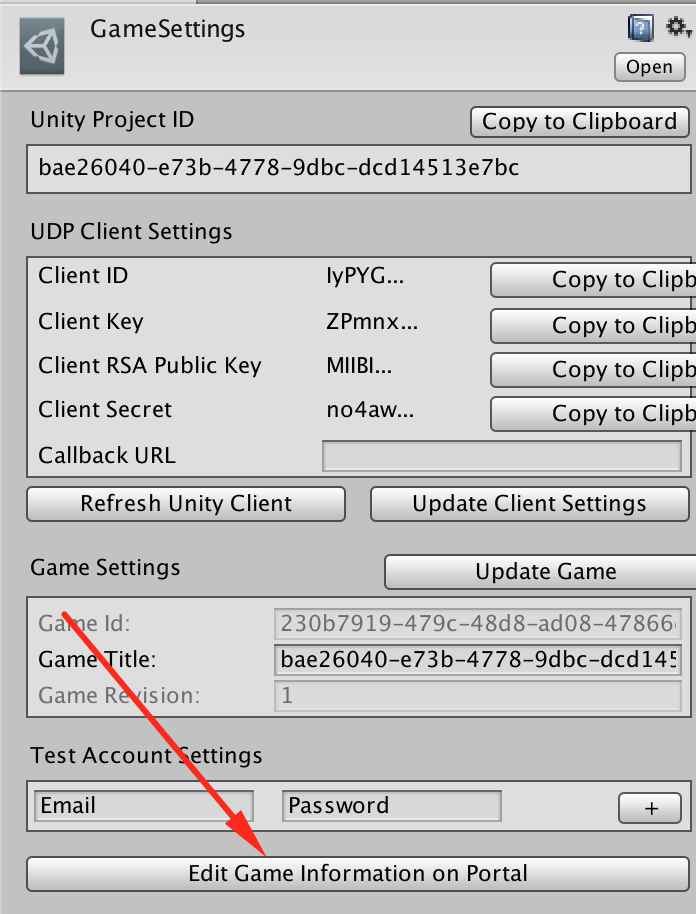 GameSettings
Open
Unity Project ID Copy to Clipboard
bae26040-e73b-4778-9dbc-dcd14513e7bc
UDP Client Settings
Client ID IyPYG... Copy to Clipb
Client Key ZPmnx... Copy to Clipb
Client RSA Public Key MIIBI... Copy to Clipb
Client Secret no4aw... Copy to Clipb
Callback URL
Refresh Unity Client Update Client Settings
Game Settings Update Game
Game Id: 230b7919-479c-48d8-ad08-47866
Game Title: bae26040-e73b-4778-9dbc-dcd145
Game Revision: 1
Test Account Settings
Email Password +
Edit Game Information on Portal